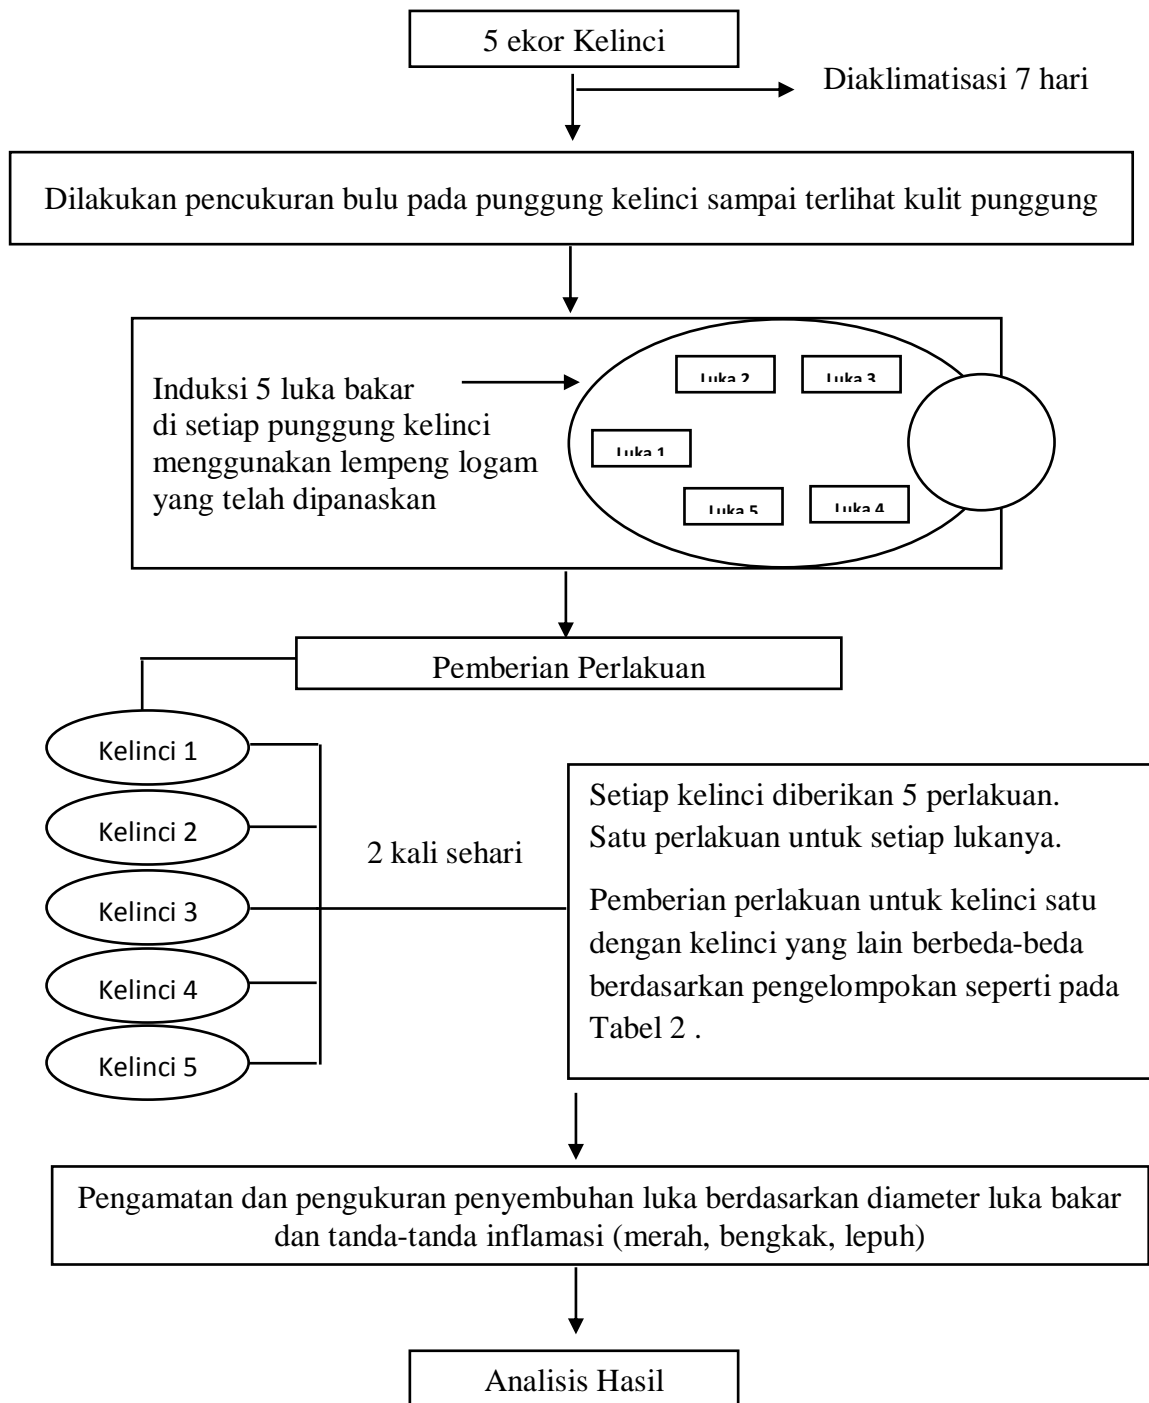 5 ekor Kelinci
Diaklimatisasi 7 hari
Dilakukan pencukuran bulu pada punggung kelinci sampai terlihat kulit punggung
Induksi 5 luka bakar
di setiap punggung kelinci
menggunakan lempeng logam
yang telah dipanaskan
Luka 2
Luka 3
Luka 1
Luka 5
Luka 4
Pemberian Perlakuan
Kelinci 1
Kelinci 2
Kelinci 3
Kelinci 4
Kelinci 5
2 kali sehari
Setiap kelinci diberikan 5 perlakuan.
Satu perlakuan untuk setiap lukanya.
Pemberian perlakuan untuk kelinci satu
dengan kelinci yang lain berbeda-beda
berdasarkan pengelompokan seperti pada
Tabel 2 .
Pengamatan dan pengukuran penyembuhan luka berdasarkan diameter luka bakar
dan tanda-tanda inflamasi (merah, bengkak, lepuh)
Analisis Hasil